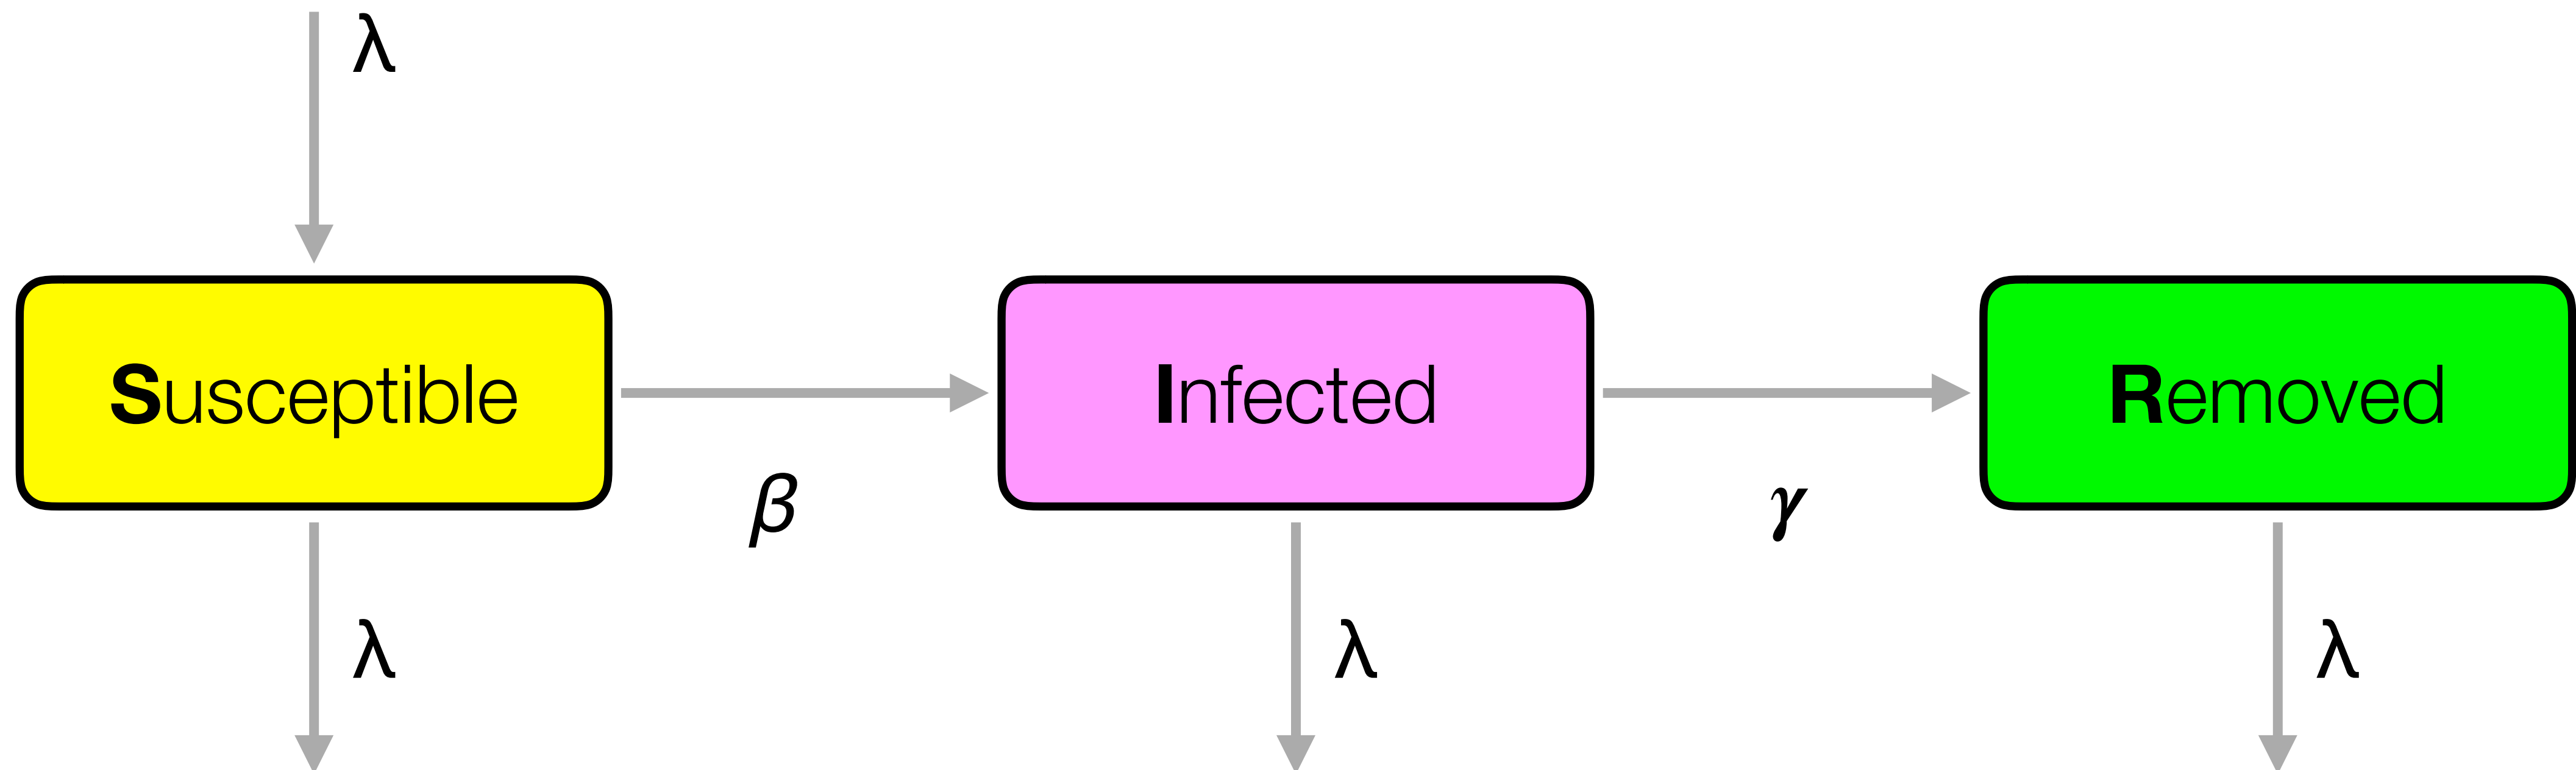 λ
Susceptible
Infected
Removed
β
γ
λ
λ
λ